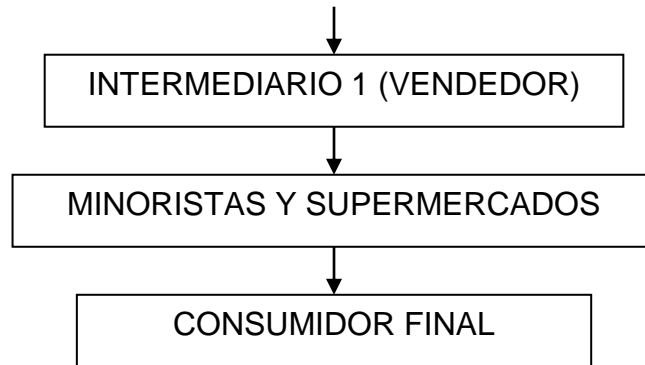 INTERMEDIARIO 1 (VENDEDOR)
MINORISTAS Y SUPERMERCADOS
CONSUMIDOR FINAL